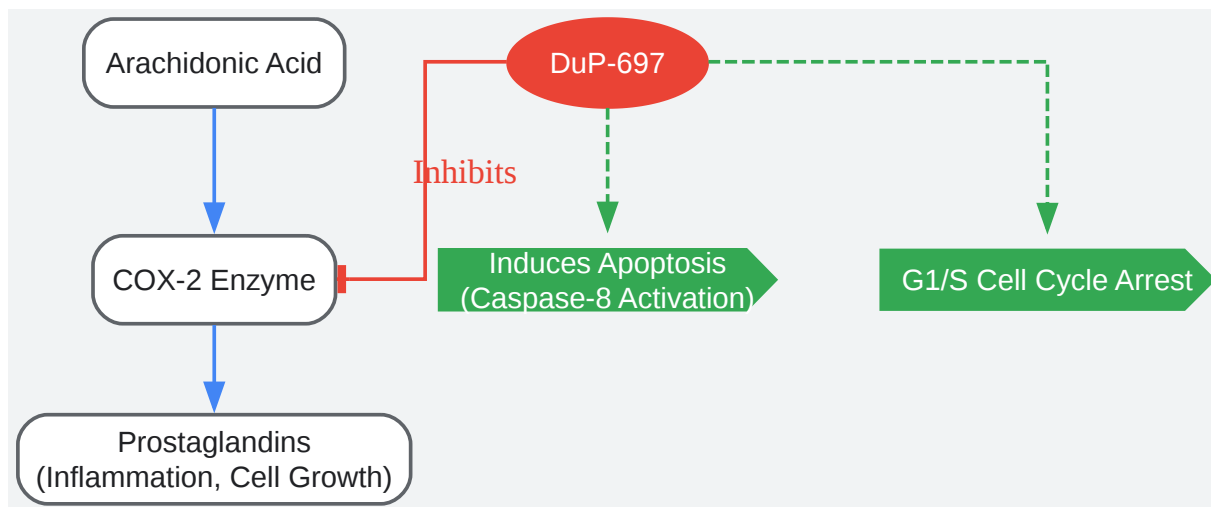 Arachidonic Acid
DuP-697
Inhibits
COX-2 Enzyme
Induces Apoptosis
(Caspase-8 Activation)
G1/S Cell Cycle Arrest
Prostaglandins
(Inflammation, Cell Growth)